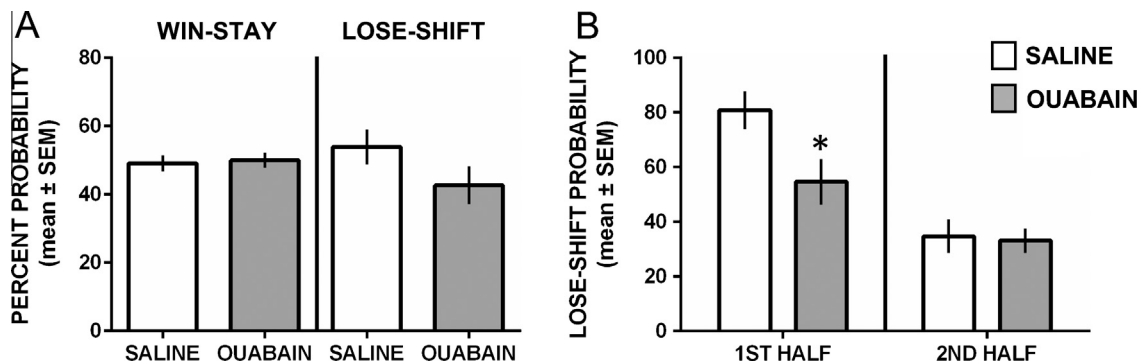 A
WIN-STAY LOSE-SHIFT
PERCENT PROBABILITY
(mean ± SEM)
80
60
40
20
0
SALINE OUABAIN SALINE OUABAIN
B
SALINE
OUABAIN
LOSE-SHIFT PROBABILITY
(mean ± SEM)
100
80
60
40
20
0
*
1ST HALF 2ND HALF